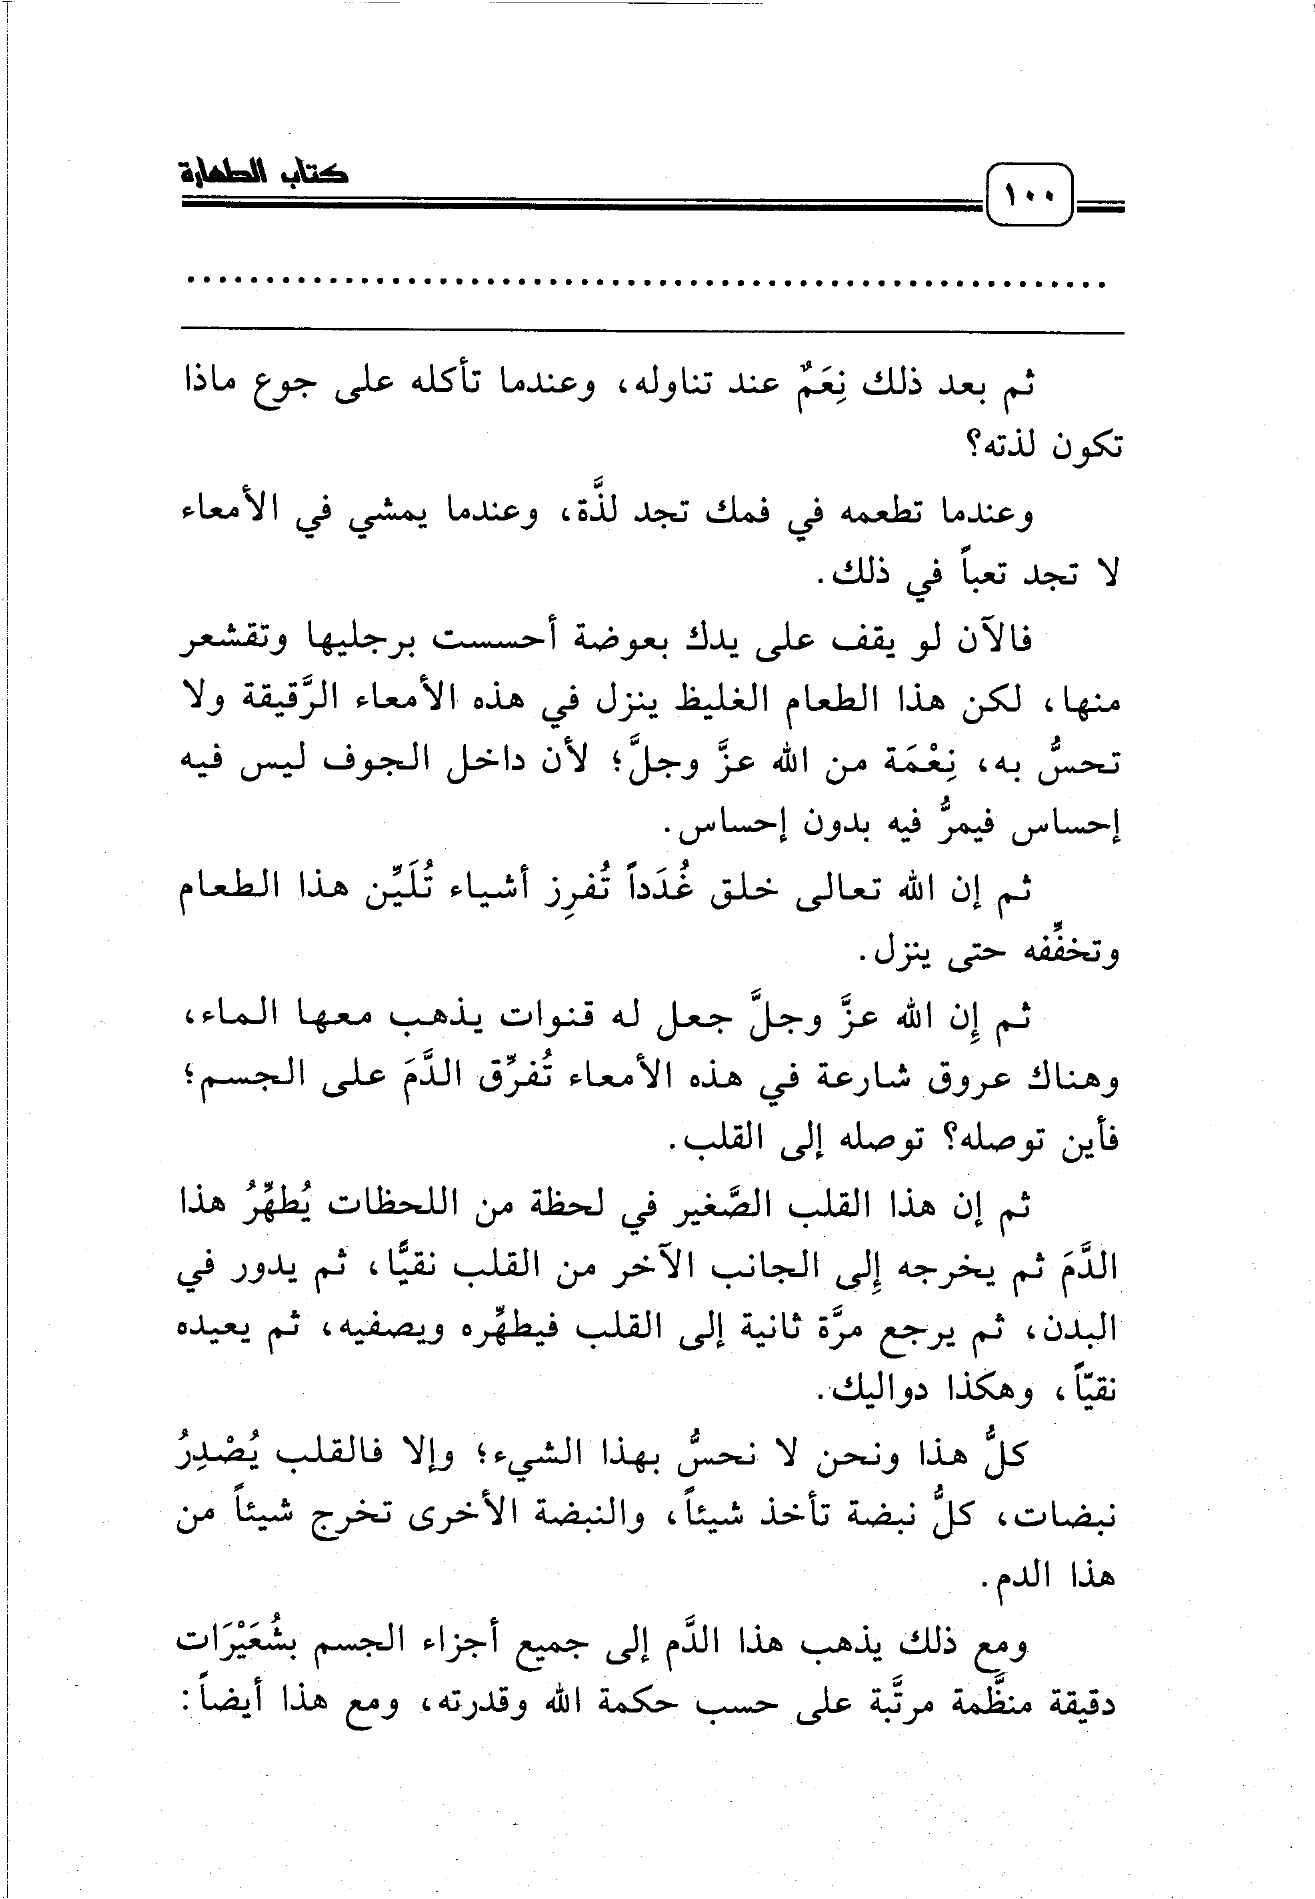 كتاب الطهارة
١٠٠
ثم بعد ذلك نِعَمٌ عند تناوله، وعندما تأكله على جوع ماذا
تكون لذته؟
وعندما تطعمه في فمك تجد لذَّة، وعندما يمشي في الأمعاء
لا تجد تعباً في ذلك.
فالآن لو يقف على يدك بعوضة أحسست برجليها وتقشعر
منها، لكن هذا الطعام الغليظ ينزل في هذه الأمعاء الرَّقيقة ولا
تحسُّ به، نِعْمَة من الله عزَّ وجلَّ؛ لأن داخل الجوف ليس فيه
إحساس فيمرُّ فيه بدون إحساس.
ثم إن الله تعالى خلق غُدَداً تُفرِز أشياء تُلَيِّن هذا الطعام
وتخفِّفه حتى ينزل.
ثم إِن الله عزَّ وجلَّ جعل له قنوات يذهب معها الماء،
وهناك عروق شارعة في هذه الأمعاء تُفرِّق الدَّمَ على الجسم؛
فأين توصله؟ توصله إلى القلب.
ثم إن هذا القلب الصَّغير في لحظة من اللحظات يُطهِّرُ هذا
الدَّمَ ثم يخرجه إِلى الجانب الآخر من القلب نقيًّا، ثم يدور في
البدن، ثم يرجع مرَّة ثانية إلى القلب فيطهِّره ويصفيه، ثم يعيده
نقيّاً، وهكذا دواليك.
كلُّ هذا ونحن لا نحسُّ بهذا الشيء؛ وإلا فالقلب يُصْدِرُ
نبضات، كلُّ نبضة تأخذ شيئاً، والنبضة الأخرى تخرج شيئاً من
هذا الدم.
ومع ذلك يذهب هذا الدَّم إلى جميع أجزاء الجسم بشُعَيْرَات
دقيقة منظَّمة مرتَّبة على حسب حكمة الله وقدرته، ومع هذا أيضاً: